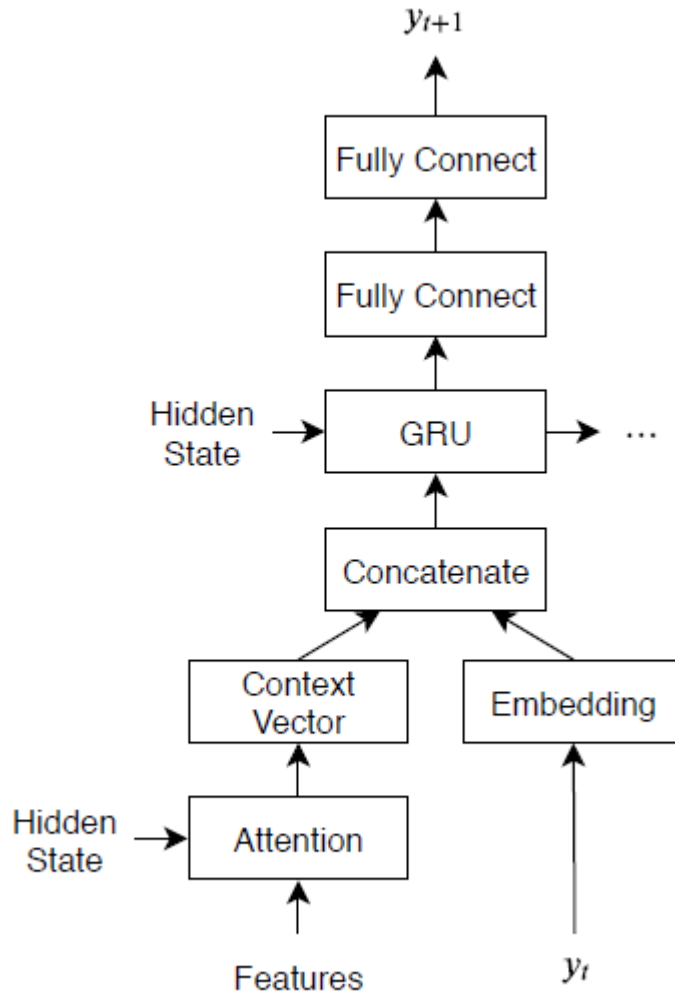 y_{t+1}
Fully Connect
Fully Connect
Hidden
State
GRU
...
Concatenate
Context
Vector
Embedding
Hidden
State
Attention
Features
y_t